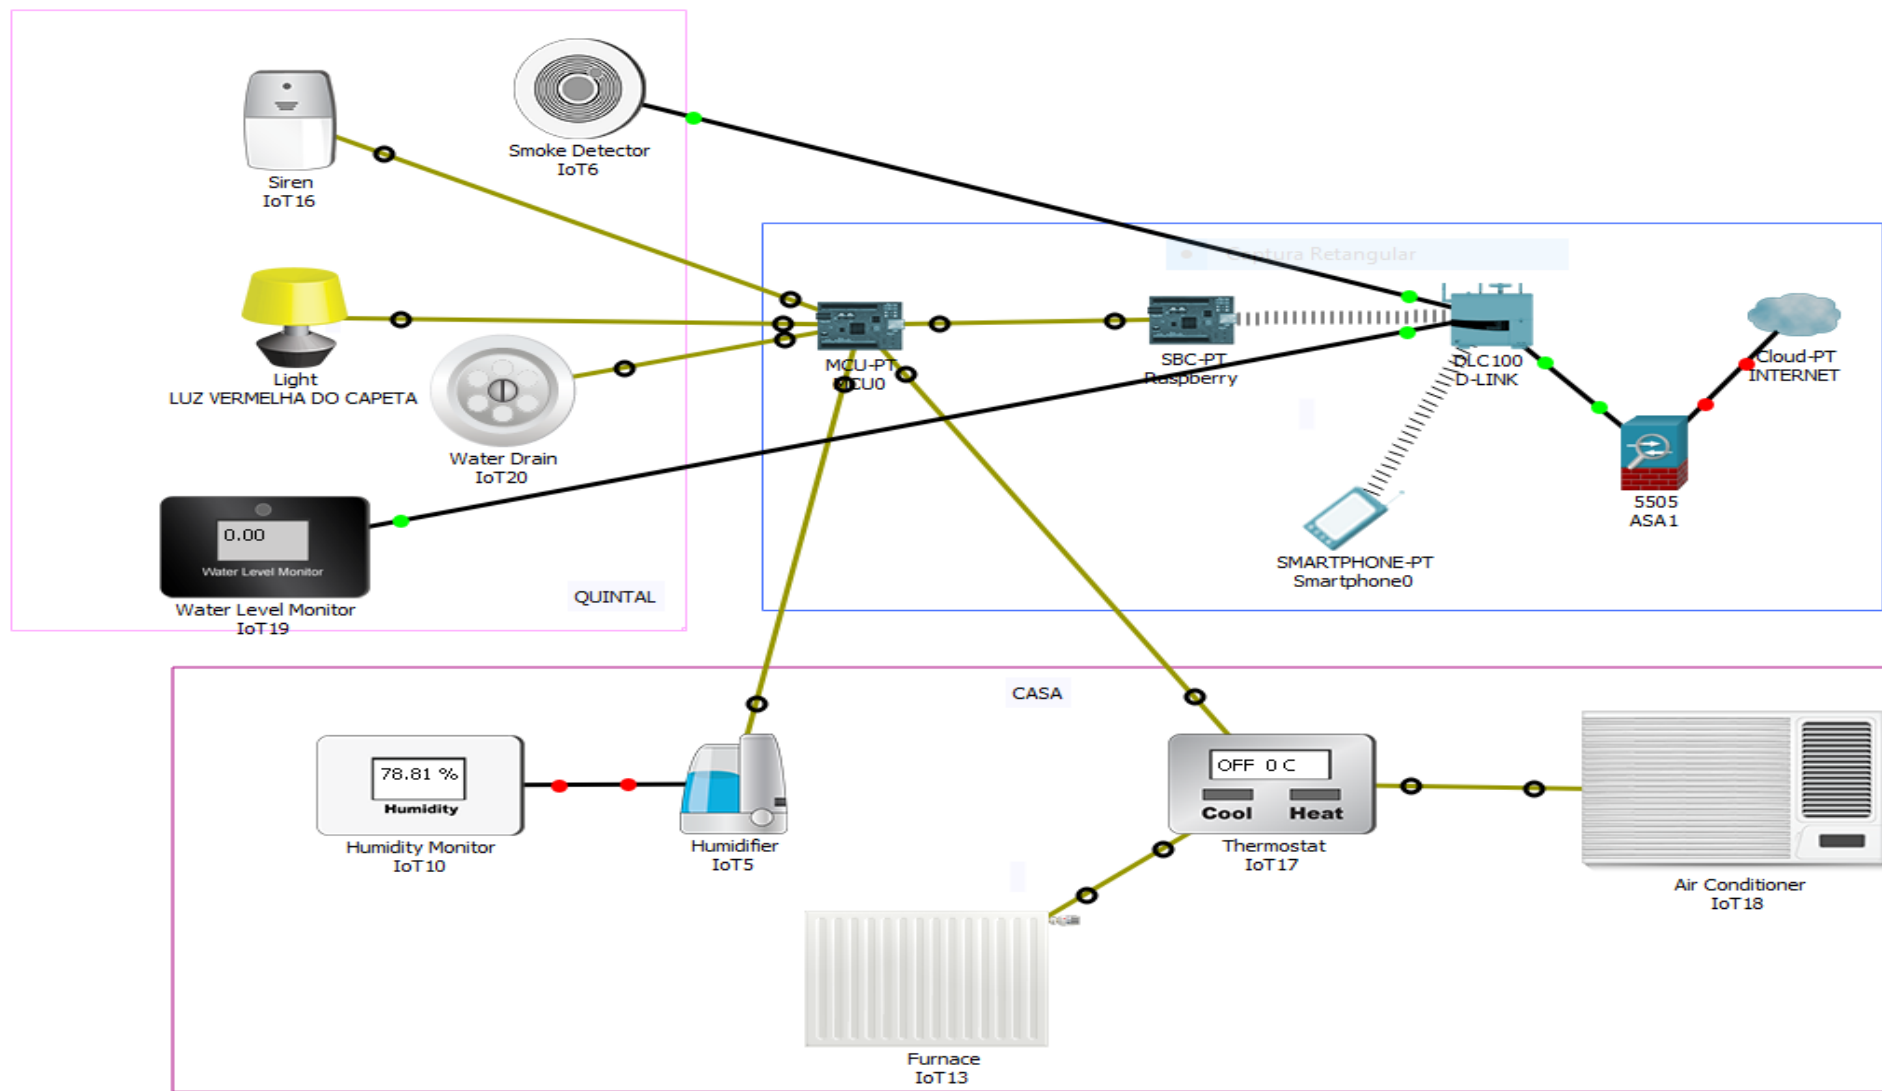 Smoke Detector
IoT6
Siren
IoT16
Captura Retangular
Light
LUZ VERMELHA DO CAPETA
Water Drain
IoT20
MCU-PT
MCU0
SBC-PT
Raspberry
DLC100
D-LINK
Cloud-PT
INTERNET
5505
ASA1
SMARTPHONE-PT
Smartphone0
0.00
Water Level Monitor
Water Level Monitor
IoT19
QUINTAL
CASA
78.81 %
Humidity
Humidity Monitor
IoT10
Humidifier
IoT5
OFF 0 C
Cool Heat
Thermostat
IoT17
Air Conditioner
IoT18
Furnace
IoT13